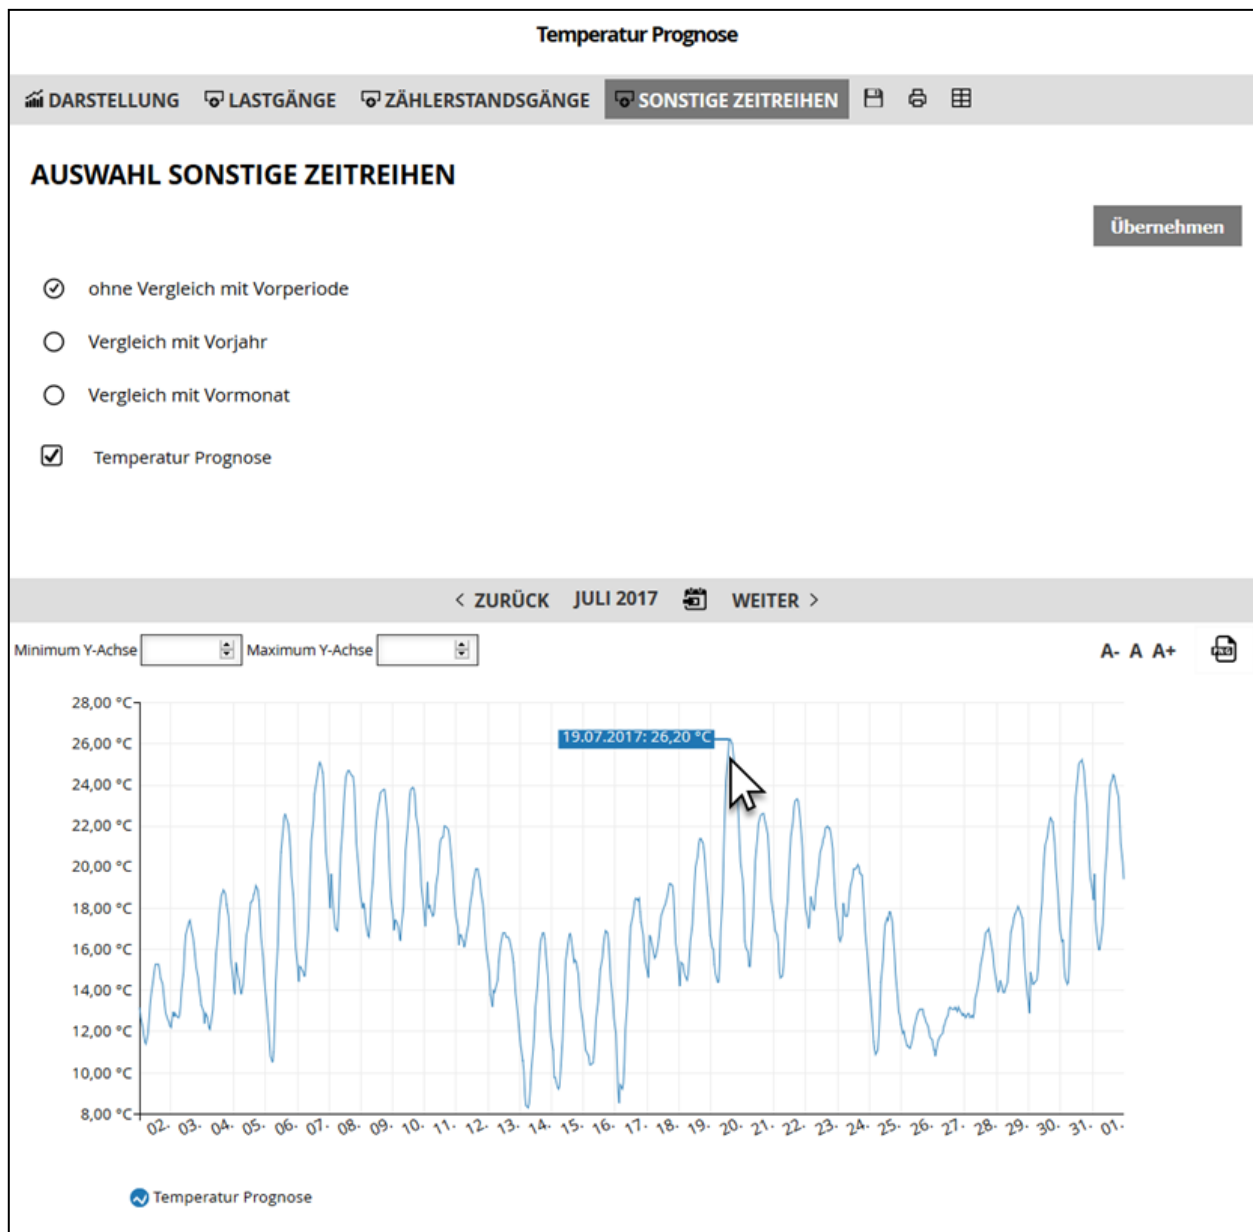 Temperatur Prognose
DARSTELLUNG LASTGÄNGE ZÄHLERSTANDSGÄNGE SONSTIGE ZEITREIHEN
AUSWAHL SONSTIGE ZEITREIHEN
Übernehmen
ohne Vergleich mit Vorperiode
Vergleich mit Vorjahr
Vergleich mit Vormonat
Temperatur Prognose
< ZURÜCK JULI 2017 WEITER >
Minimum Y-Achse Maximum Y-Achse A- A A+ PNG
28,00 °C
19.07.2017: 26,20 °C
26,00 °C
24,00 °C
22,00 °C
20,00 °C
18,00 °C
16,00 °C
14,00 °C
12,00 °C
10,00 °C
8,00 °C
02. 03. 04. 05. 06. 07. 08. 09. 10. 11. 12. 13. 14. 15. 16. 17. 18. 19. 20. 21. 22. 23. 24. 25. 26. 27. 28. 29. 30. 31. 01.
Temperatur Prognose